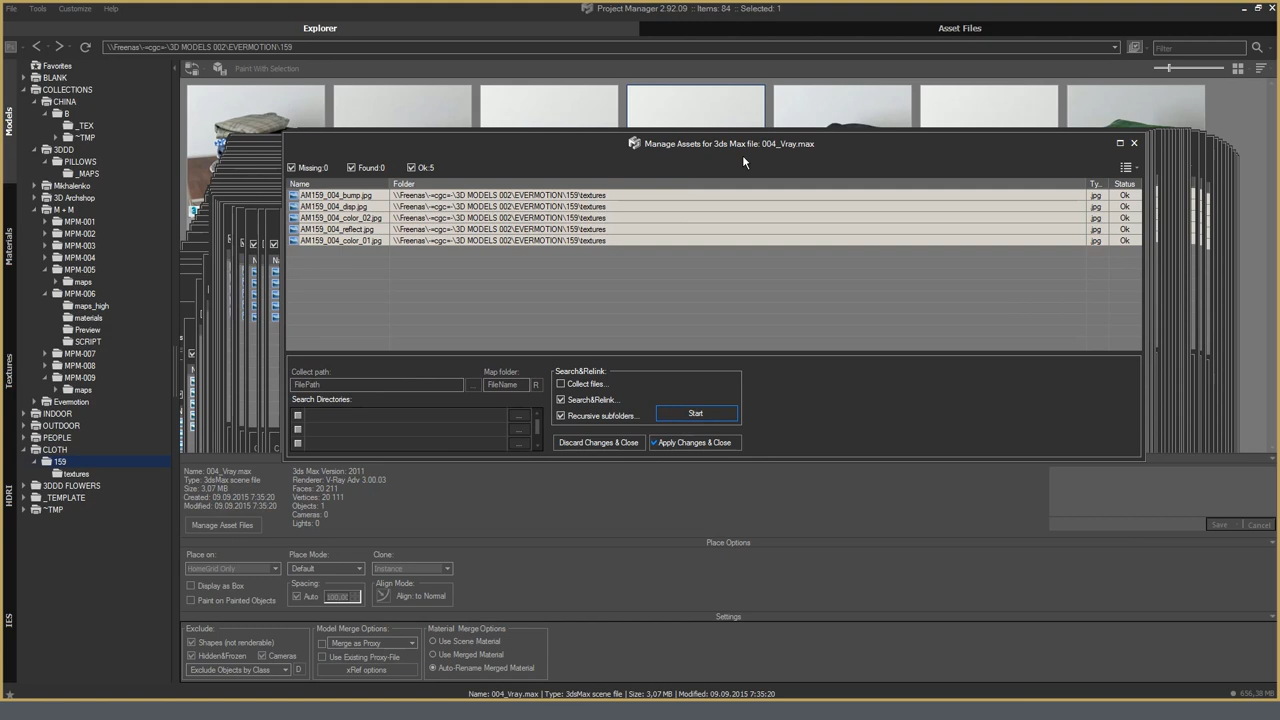 File Tools Customize Help
Project Manager 2.92.09 :: Items: 84 :: Selected: 1
Explorer
Asset Files
\\Freenas\-=cgc=-\3D MODELS 002\EVERMOTION\159
Filter
Paint With Selection
Models
Materials
Textures
HDRI
IES
Favorites
BLANK
COLLECTIONS
CHINA
B
_TEX
~TMP
3DDD
PILLOWS
_MAPS
Mikhalenko
3D Archshop
M + M
MPM-001
MPM-002
MPM-003
MPM-004
MPM-005
maps
MPM-006
maps_high
materials
Preview
SCRIPT
MPM-007
MPM-008
MPM-009
maps
Evermotion
INDOOR
OUTDOOR
PEOPLE
CLOTH
159
textures
3DDD FLOWERS
_TEMPLATE
~TMP
Manage Assets for 3ds Max file: 004_Vray.max
Missing:0 Found:0 Ok:5
Name Folder Ty... Status
AM159_004_bump.jpg \\Freenas\-=cgc=-\3D MODELS 002\EVERMOTION\159\textures jpg Ok
AM159_004_disp.jpg \\Freenas\-=cgc=-\3D MODELS 002\EVERMOTION\159\textures jpg Ok
AM159_004_color_02.jpg \\Freenas\-=cgc=-\3D MODELS 002\EVERMOTION\159\textures jpg Ok
AM159_004_reflect.jpg \\Freenas\-=cgc=-\3D MODELS 002\EVERMOTION\159\textures jpg Ok
AM159_004_color_01.jpg \\Freenas\-=cgc=-\3D MODELS 002\EVERMOTION\159\textures jpg Ok
Collect path: Map folder:
FilePath ... FileName R
Search Directories:
...
...
...
Search&Relink:
Collect files...
Search&Relink...
Recursive subfolders...
Start
Discard Changes & Close
Apply Changes & Close
Name: 004_Vray.max
Type: 3dsMax scene file
Size: 3,07 MB
Created: 09.09.2015 7:35:20
Modified: 09.09.2015 7:35:20
3ds Max Version: 2011
Renderer: V-Ray Adv 3.00.03
Faces: 20 211
Vertices: 20 111
Objects: 1
Cameras: 0
Lights: 0
Manage Asset Files
Save
Cancel
Place Options
Place on: Place Mode: Clone:
HomeGrid Only Default Instance
Display as Box
Paint on Painted Objects
Spacing:
Auto 100,00
Align Mode:
Align: to Normal
Settings
Exclude:
Shapes (not renderable)
Hidden&Frozen Cameras
Exclude Objects by Class D
Model Merge Options:
Merge as Proxy
Use Existing Proxy-File
xRef options
Material Merge Options
Use Scene Material
Use Merged Material
Auto-Rename Merged Material
Name: 004_Vray.max | Type: 3dsMax scene file | Size: 3,07 MB | Modified: 09.09.2015 7:35:20
656,38 MB